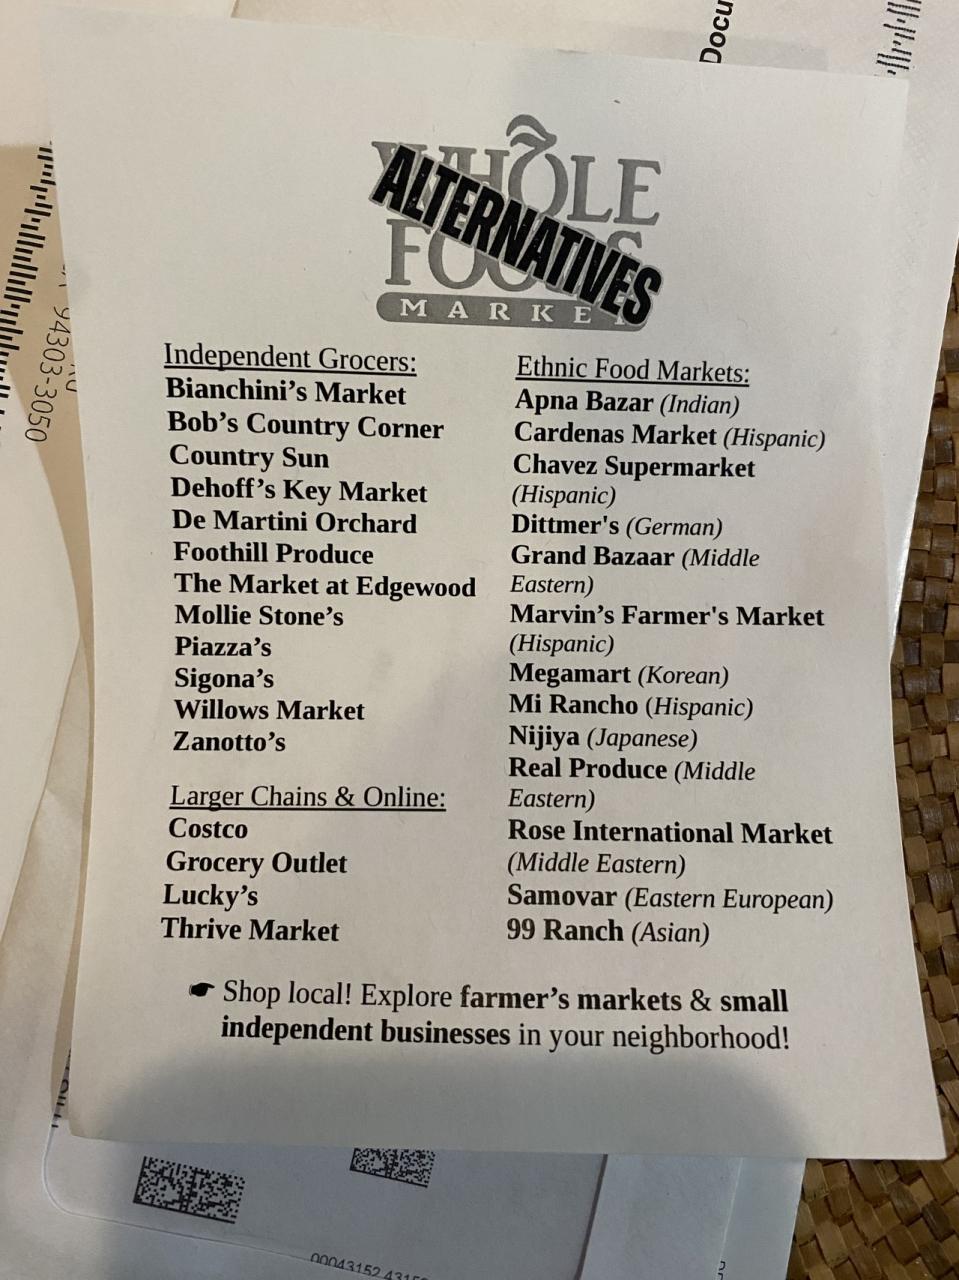 Docu
94303-3050
WHOLE
FOODS
MARKET
ALTERNATIVES
Independent Grocers:
Bianchini’s Market
Bob’s Country Corner
Country Sun
Dehoff’s Key Market
De Martini Orchard
Foothill Produce
The Market at Edgewood
Mollie Stone’s
Piazza’s
Sigona’s
Willows Market
Zanotto’s
Larger Chains & Online:
Costco
Grocery Outlet
Lucky’s
Thrive Market
Ethnic Food Markets:
Apna Bazar (Indian)
Cardenas Market (Hispanic)
Chavez Supermarket
(Hispanic)
Dittmer's (German)
Grand Bazaar (Middle
Eastern)
Marvin’s Farmer's Market
(Hispanic)
Megamart (Korean)
Mi Rancho (Hispanic)
Nijiya (Japanese)
Real Produce (Middle
Eastern)
Rose International Market
(Middle Eastern)
Samovar (Eastern European)
99 Ranch (Asian)
☛ Shop local! Explore farmer’s markets & small
independent businesses in your neighborhood!
00043152